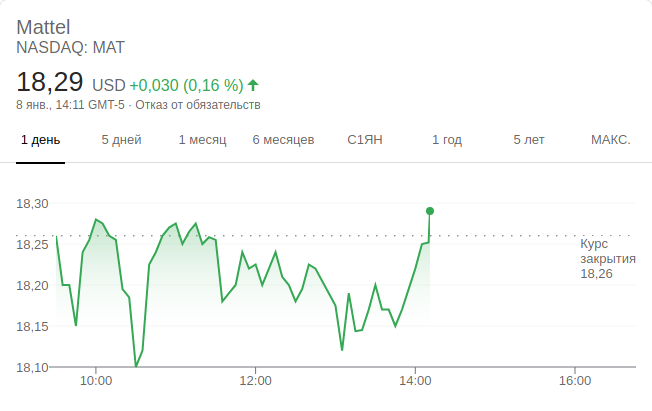 Mattel
NASDAQ: MAT
18,29 USD +0,030 (0,16 %)
8 янв., 14:11 GMT-5 · Отказ от обязательств
1 день 5 дней 1 месяц 6 месяцев С1ЯН 1 год 5 лет МАКС.
18,30
18,25
18,20
18,15
18,10
Курс
закрытия
18,26
10:00 12:00 14:00 16:00